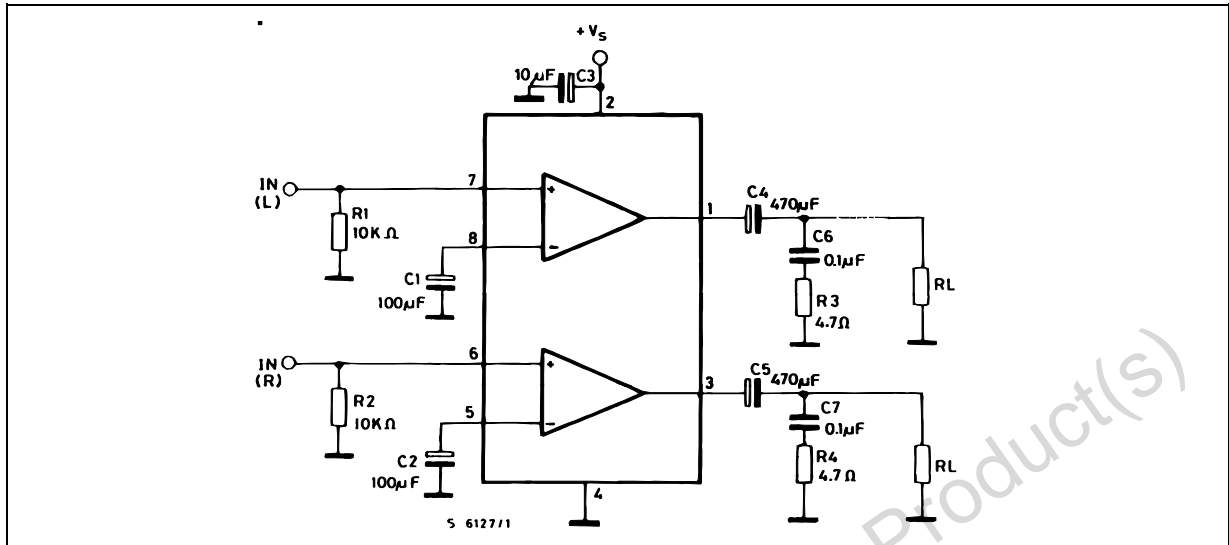 +Vs
10µF
C3
2
IN
(L)
7
R1
10KΩ
8
C1
100µF
1
C4
470µF
C6
0.1µF
R3
4.7Ω
RL
IN
(R)
6
R2
10KΩ
5
C2
100µF
3
C5
470µF
C7
0.1µF
R4
4.7Ω
RL
4
S 6127/1
+
-
+
-
Product(s)